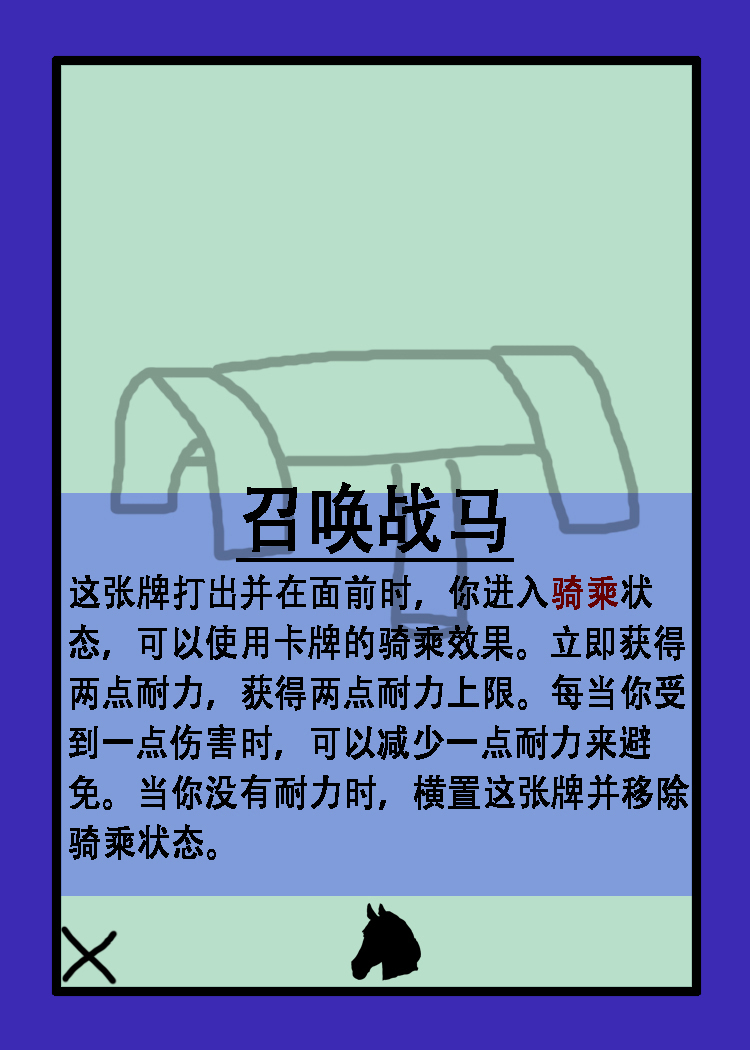 召唤战马
这张牌打出并在面前时，你进入骑乘状
态，可以使用卡牌的骑乘效果。立即获得
两点耐力，获得两点耐力上限。每当你受
到一点伤害时，可以减少一点耐力来避
免。当你没有耐力时，横置这张牌并移除
骑乘状态。